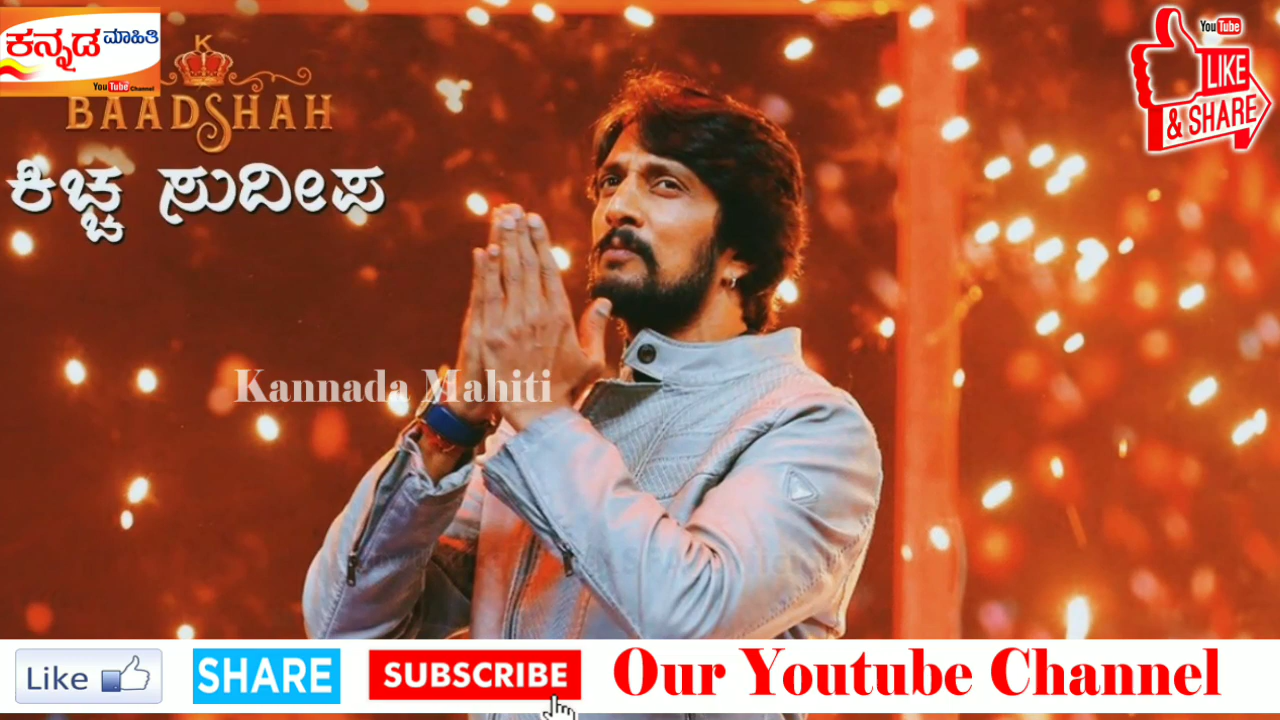 ಕನ್ನಡ ಮಾಹಿತಿ
YouTube Channel
K
BAADSHAH
ಕಿಚ್ಚ ಸುದೀಪ
YouTube
LIKE
& SHARE
Kannada Mahiti
Like
SHARE
SUBSCRIBE
Our Youtube Channel